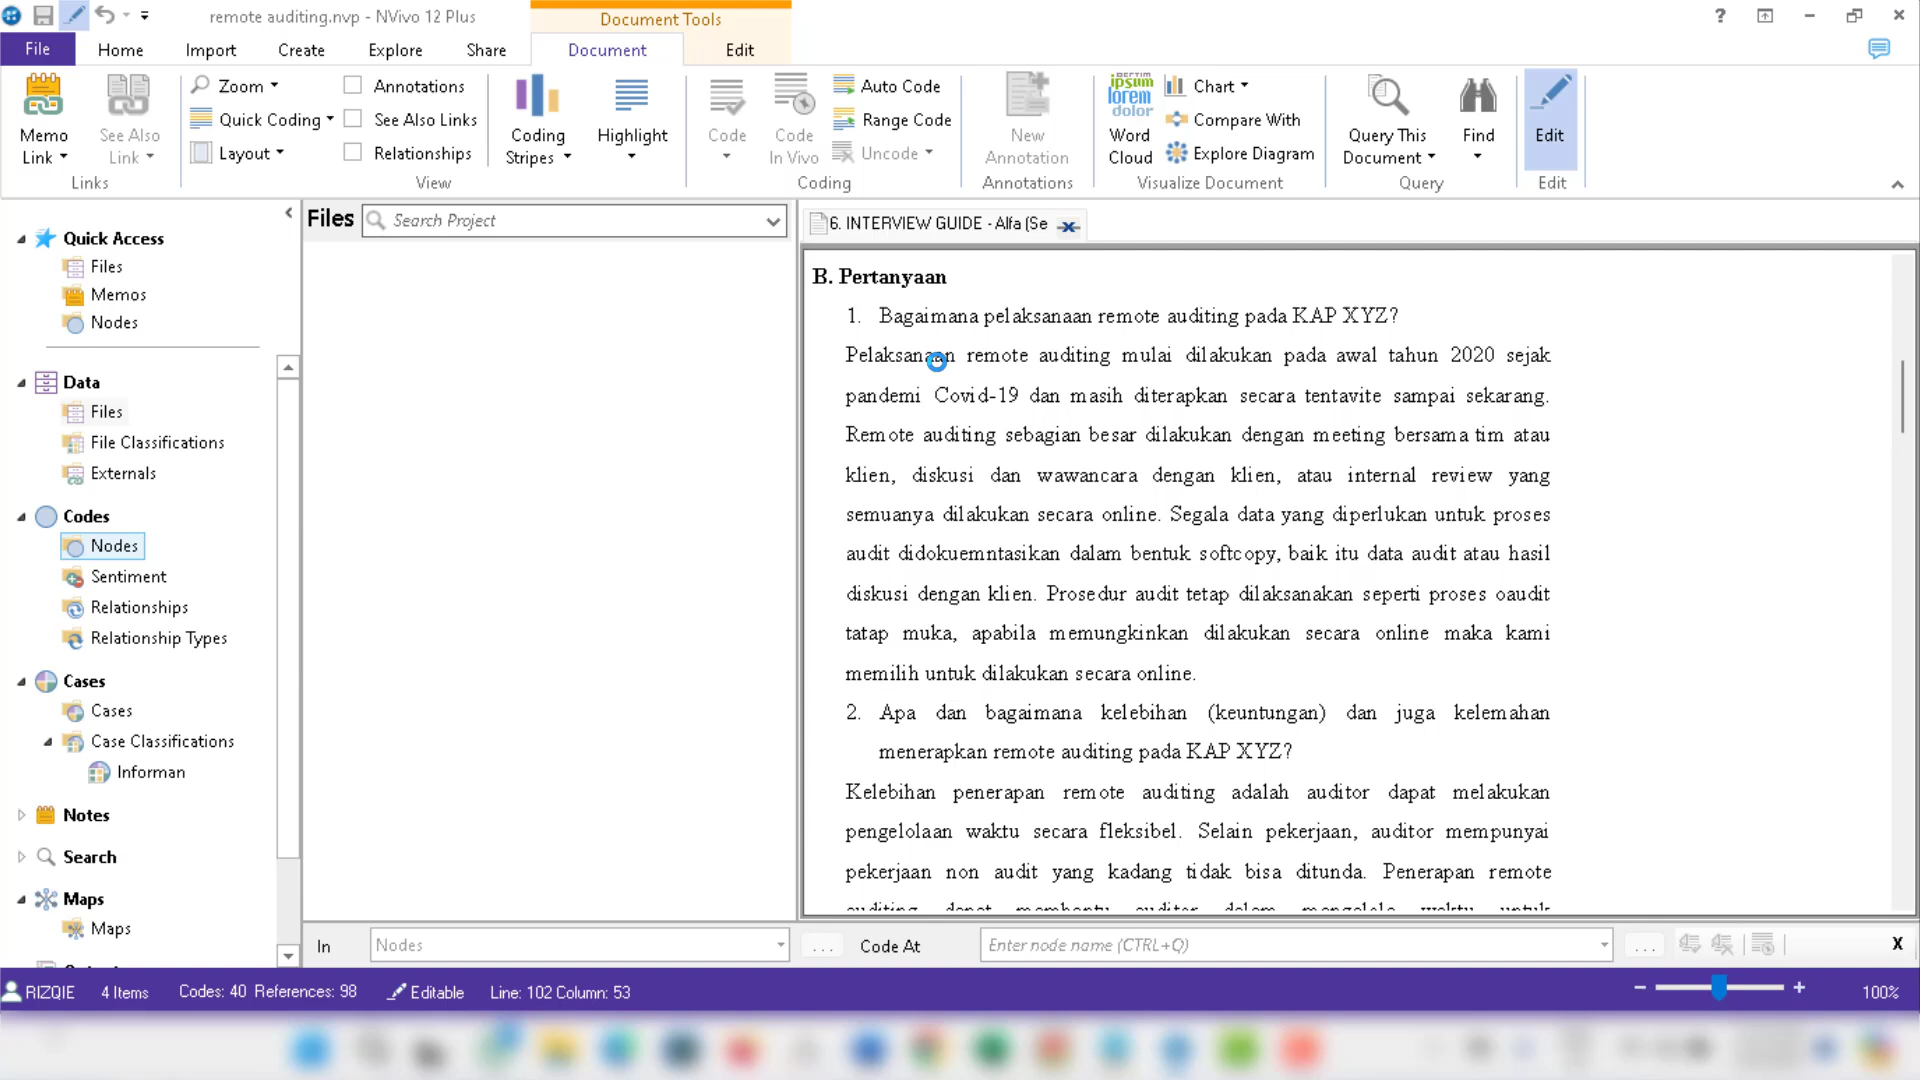 remote auditing.nvp - NVivo 12 Plus
Document Tools
File
Home
Import
Create
Explore
Share
Document
Edit
Memo Link
See Also Link
Links
Zoom
Quick Coding
Layout
Annotations
See Also Links
Relationships
View
Coding Stripes
Highlight
Code
Code In Vivo
Auto Code
Range Code
Uncode
Coding
New Annotation
Annotations
Word Cloud
Chart
Compare With
Explore Diagram
Visualize Document
Query This Document
Find
Query
Edit
Edit
Quick Access
Files
Memos
Nodes
Data
Files
File Classifications
Externals
Codes
Nodes
Sentiment
Relationships
Relationship Types
Cases
Cases
Case Classifications
Informan
Notes
Search
Maps
Maps
Files
Search Project
6. INTERVIEW GUIDE - Alfa (Se
B. Pertanyaan
1. Bagaimana pelaksanaan remote auditing pada KAP XYZ?
Pelaksanaan remote auditing mulai dilakukan pada awal tahun 2020 sejak
pandemi Covid-19 dan masih diterapkan secara tentavite sampai sekarang.
Remote auditing sebagian besar dilakukan dengan meeting bersama tim atau
klien, diskusi dan wawancara dengan klien, atau internal review yang
semuanya dilakukan secara online. Segala data yang diperlukan untuk proses
audit didokuemntasikan dalam bentuk softcopy, baik itu data audit atau hasil
diskusi dengan klien. Prosedur audit tetap dilaksanakan seperti proses oaudit
tatap muka, apabila memungkinkan dilakukan secara online maka kami
memilih untuk dilakukan secara online.
2. Apa dan bagaimana kelebihan (keuntungan) dan juga kelemahan
menerapkan remote auditing pada KAP XYZ?
Kelebihan penerapan remote auditing adalah auditor dapat melakukan
pengelolaan waktu secara fleksibel. Selain pekerjaan, auditor mempunyai
pekerjaan non audit yang kadang tidak bisa ditunda. Penerapan remote
auditing dapat membantu auditor dalam mengelola waktu untuk
In
Nodes
...
Code At
Enter node name (CTRL+Q)
...
X
RIZQIE
4 Items
Codes: 40 References: 98
Editable
Line: 102 Column: 53
100%